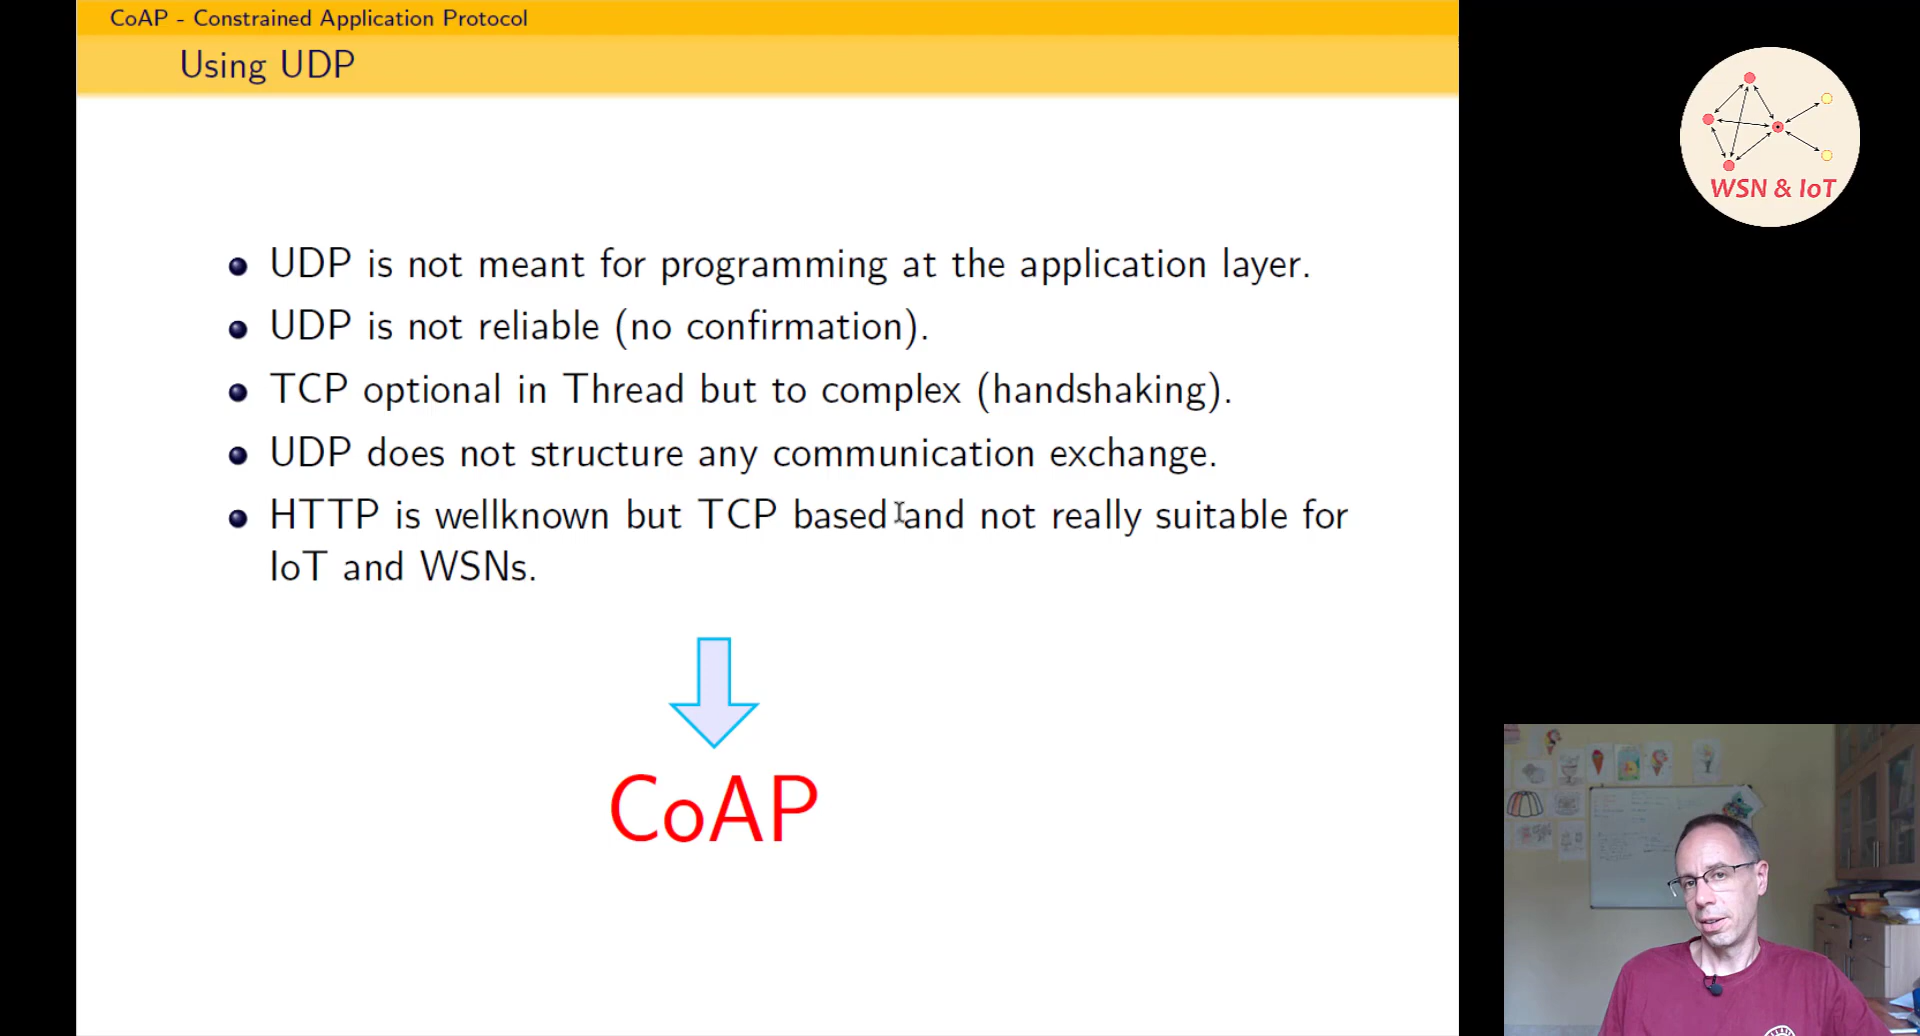 CoAP - Constrained Application Protocol
Using UDP
WSN & IoT
UDP is not meant for programming at the application layer.
UDP is not reliable (no confirmation).
TCP optional in Thread but to complex (handshaking).
UDP does not structure any communication exchange.
HTTP is wellknown but TCP based and not really suitable for
IoT and WSNs.
CoAP